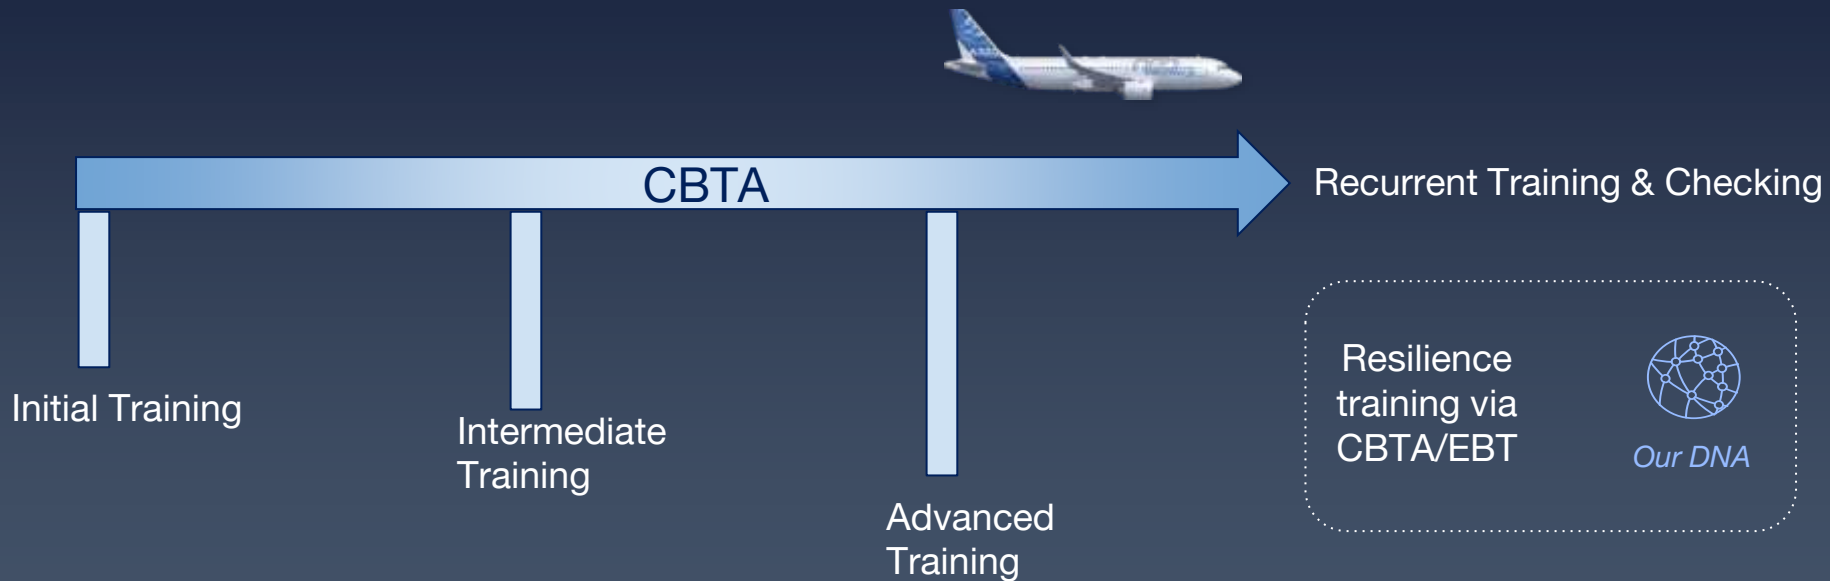 CBTA
Recurrent Training & Checking
Initial Training
Intermediate
Training
Advanced
Training
Resilience
training via
CBTA/EBT
Our DNA